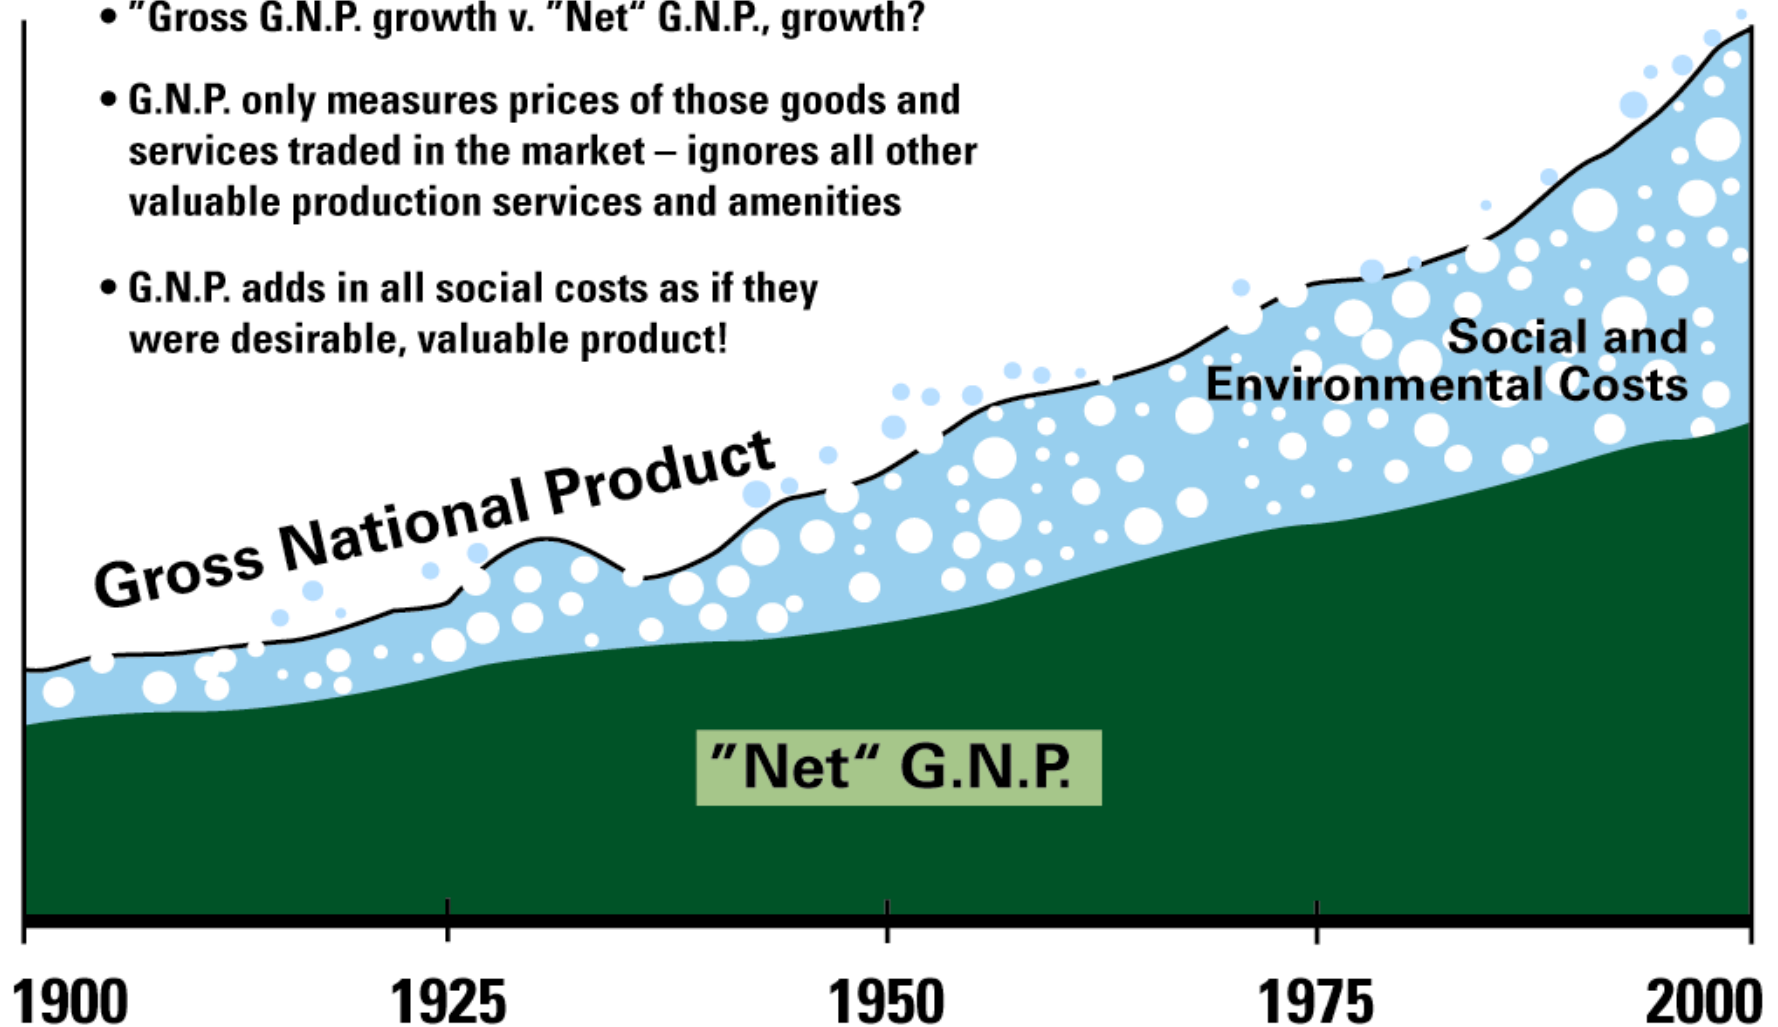 • ”Gross G.N.P. growth v. ”Net“ G.N.P., growth?
• G.N.P. only measures prices of those goods and
services traded in the market – ignores all other
valuable production services and amenities
• G.N.P. adds in all social costs as if they
were desirable, valuable product!
Gross National Product
Social and
Environmental Costs
”Net“ G.N.P.
1900 1925 1950 1975 2000